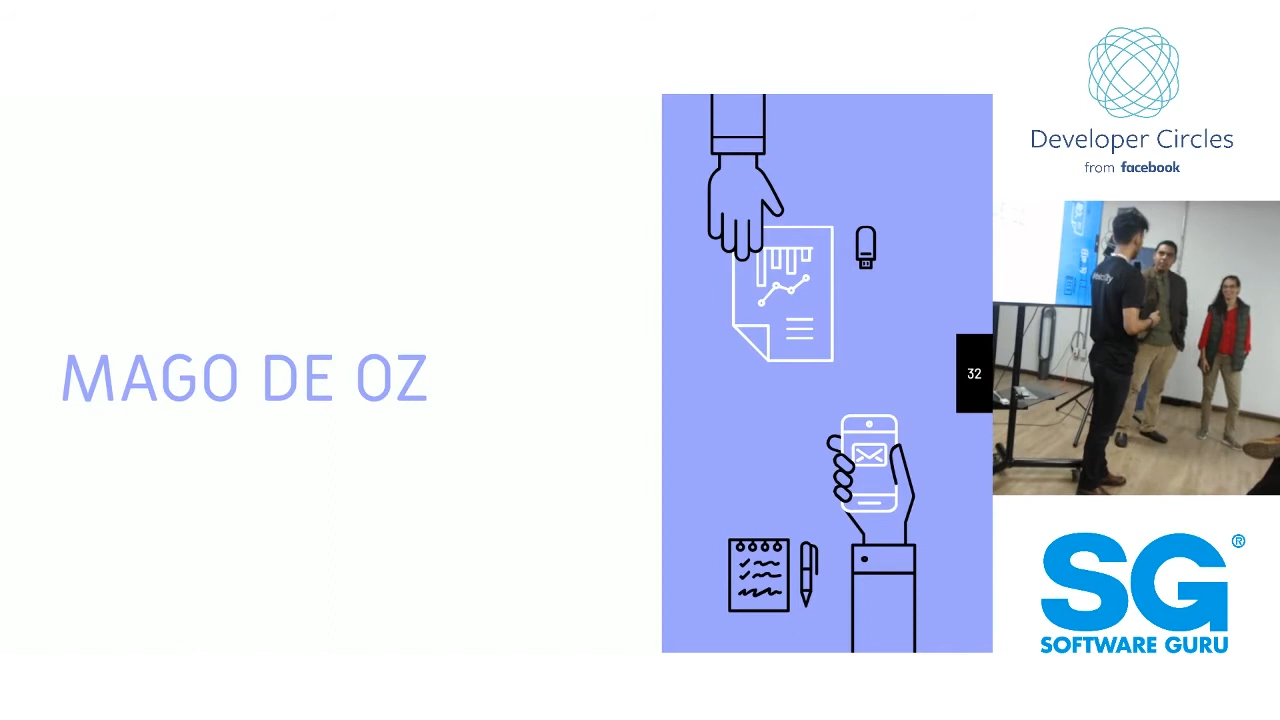 MAGO DE OZ
32
Developer Circles
from facebook
SG®
SOFTWARE GURU